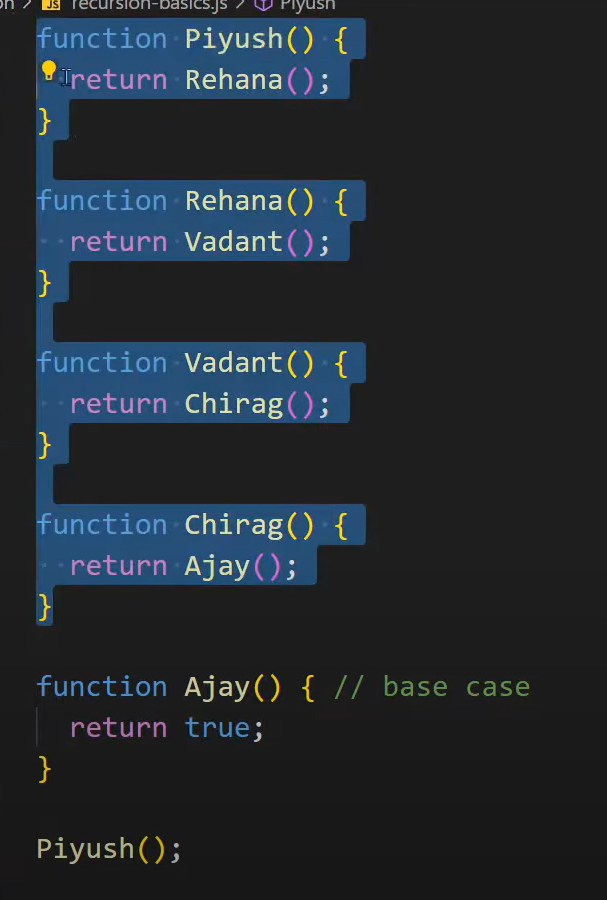 on > JS recursion-basics.js > Piyush
function Piyush() {
  return Rehana();
}
function Rehana() {
  return Vadant();
}
function Vadant() {
  return Chirag();
}
function Chirag() {
  return Ajay();
}
function Ajay() { // base case
  return true;
}
Piyush();